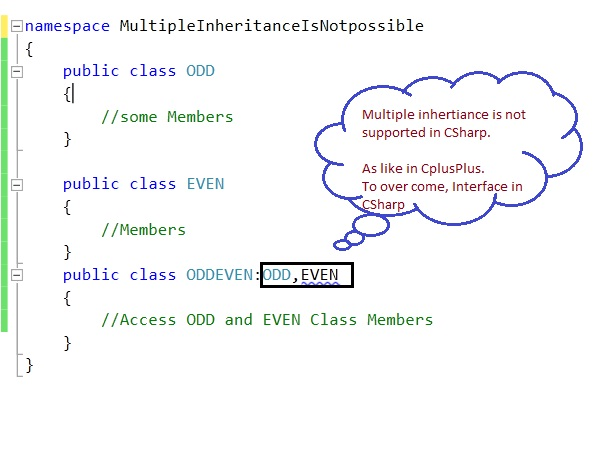 namespace MultipleInheritanceIsNotpossible
{
public class ODD
{
//some Members
}
public class EVEN
{
//Members
}
public class ODDEVEN:ODD,EVEN
{
//Access ODD and EVEN Class Members
}
}
Multiple inhertiance is not
supported in CSharp.
As like in CplusPlus.
To over come, Interface in
CSharp